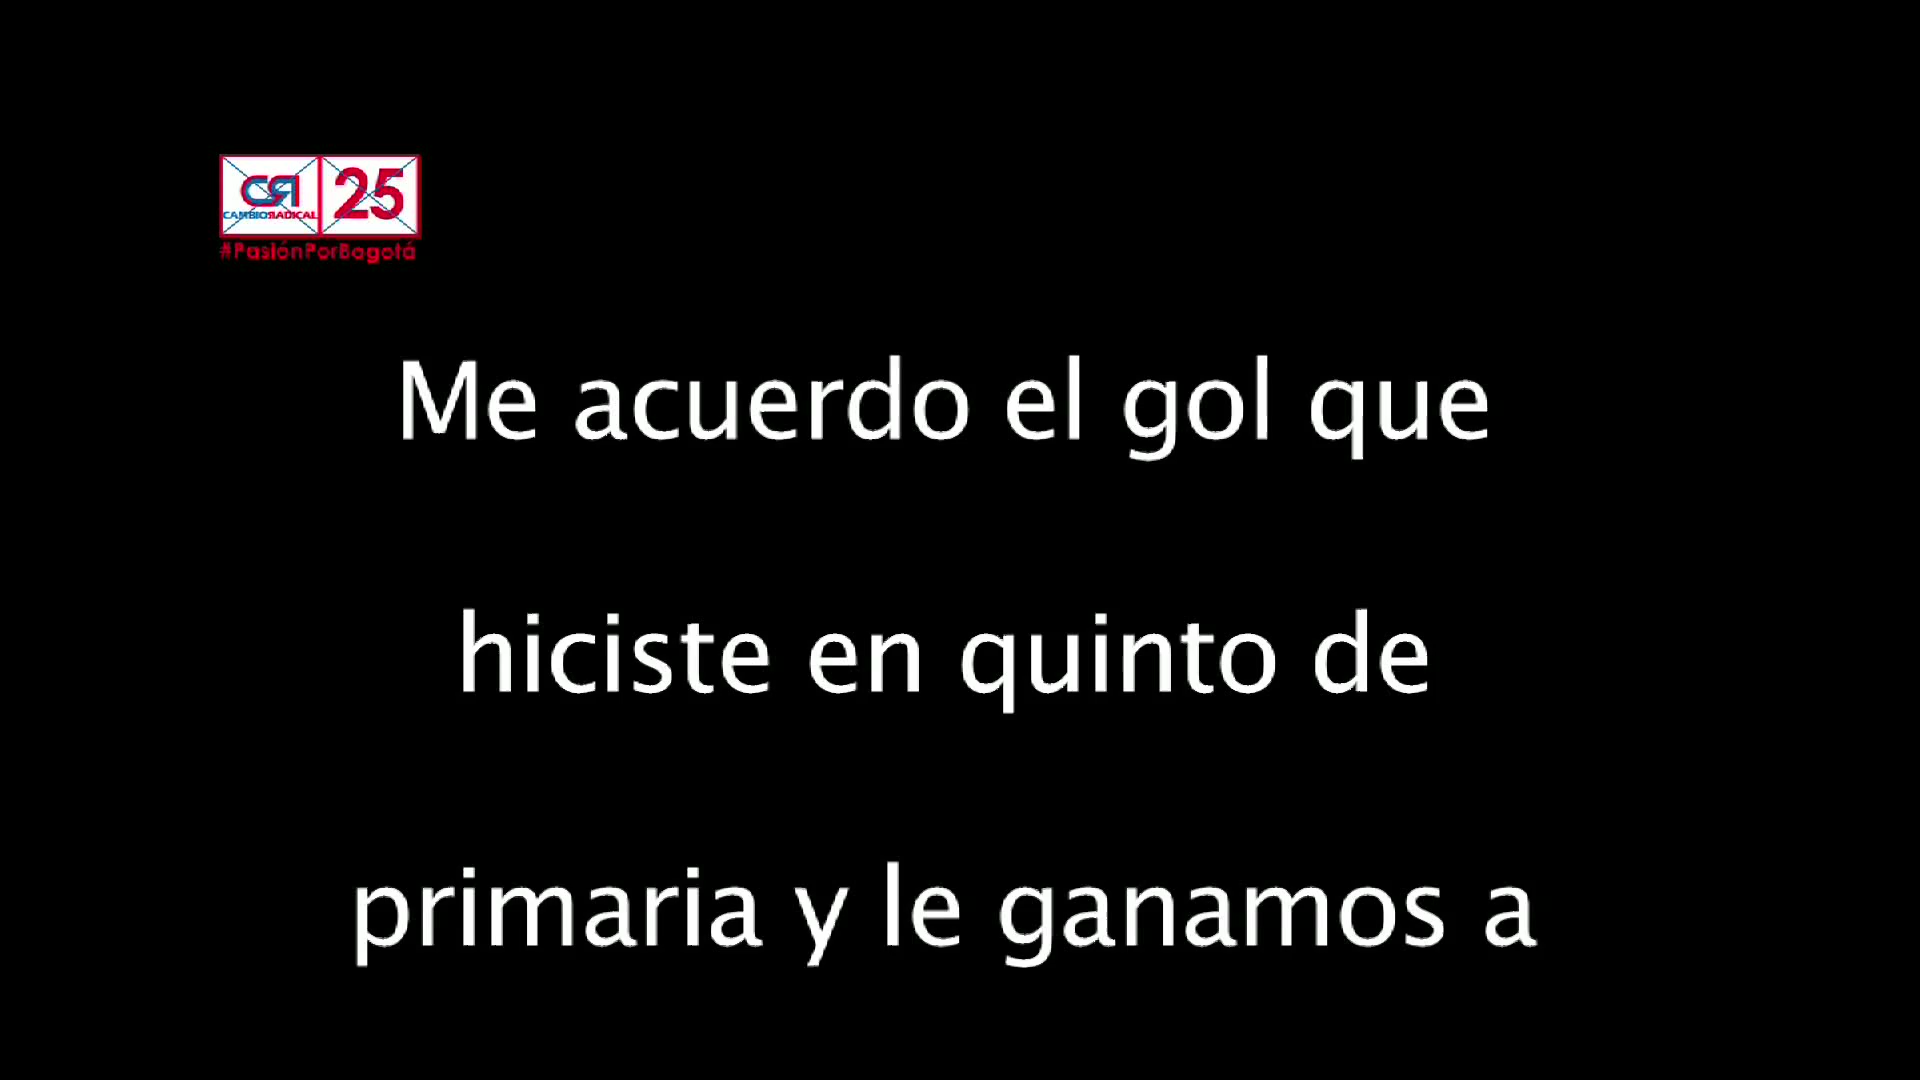 CR 25
CAMBIO RADICAL
#PasiónPorBogotá
Me acuerdo el gol que
hiciste en quinto de
primaria y le ganamos a